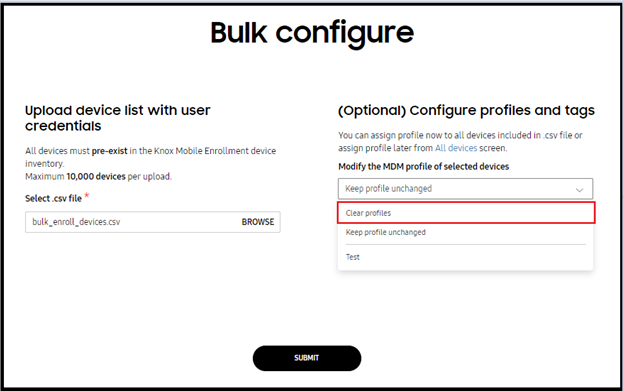 Bulk configure
Upload device list with user
credentials
All devices must pre-exist in the Knox Mobile Enrollment device
inventory.
Maximum 10,000 devices per upload.
Select .csv file *
bulk_enroll_devices.csv BROWSE
(Optional) Configure profiles and tags
You can assign profile now to all devices included in .csv file or
assign profile later from All devices screen.
Modify the MDM profile of selected devices
Keep profile unchanged
Clear profiles
Keep profile unchanged
Test
SUBMIT